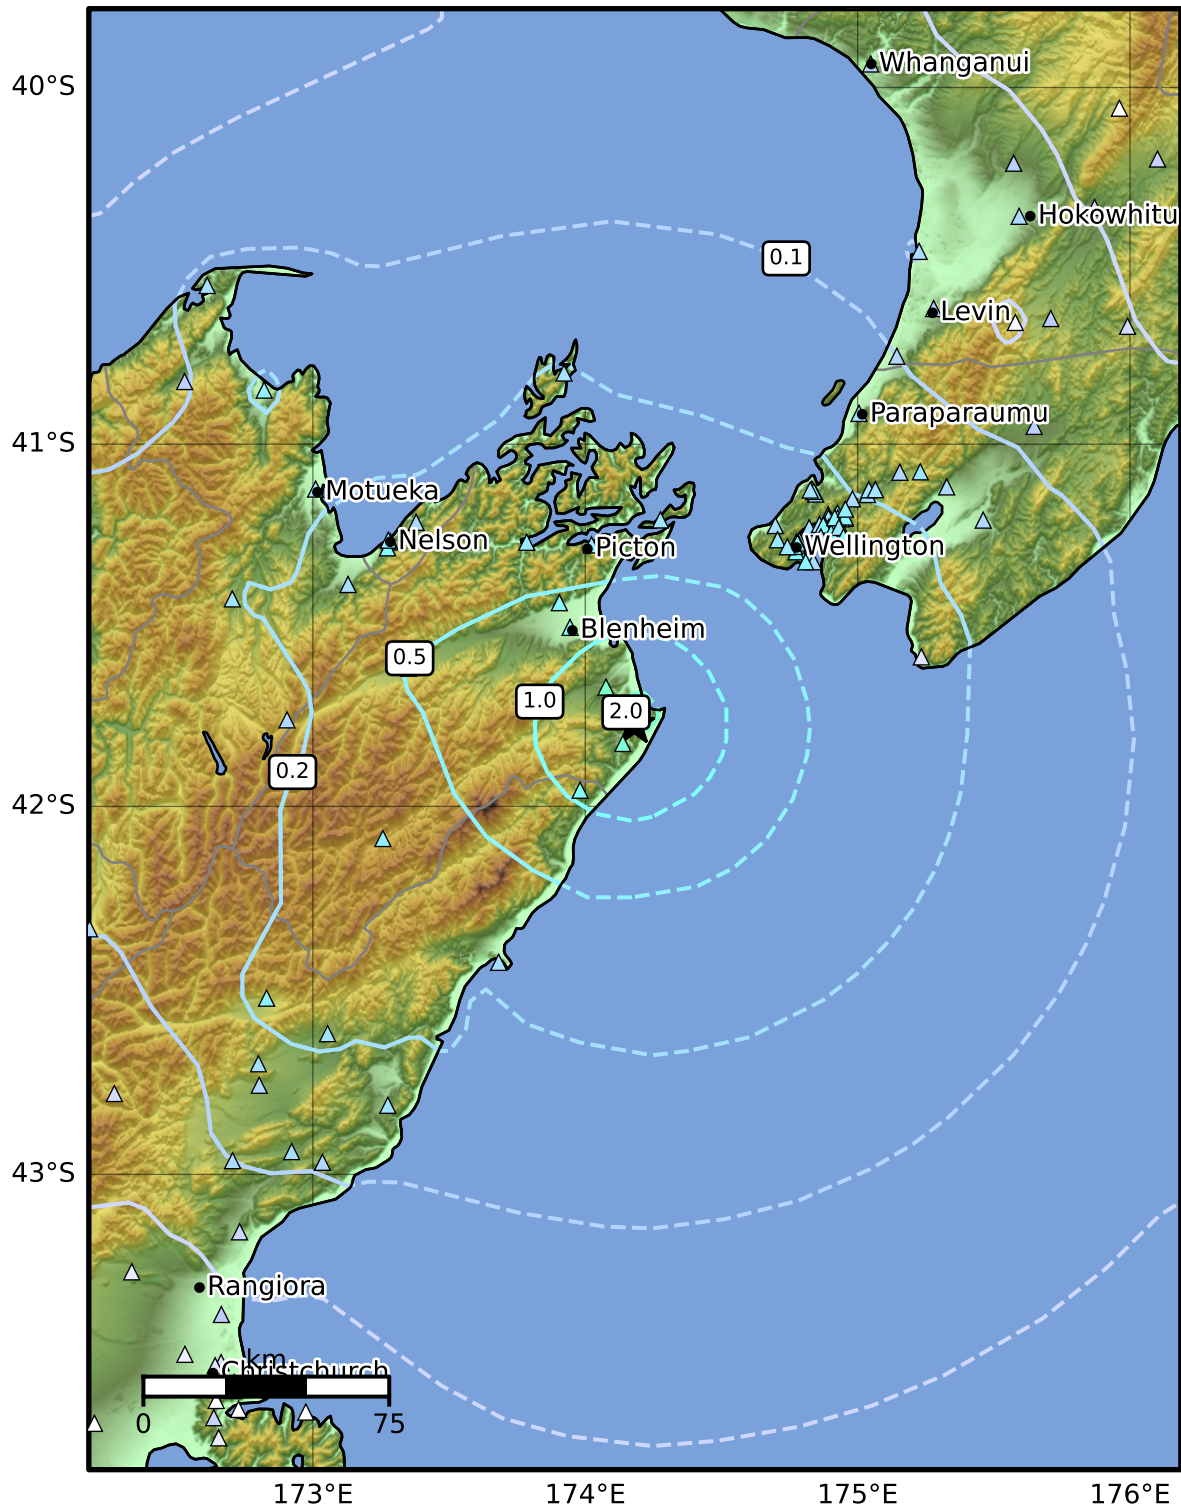 Whanganui
40°S
Hokowhitu
0.1
Levin
Paraparaumu
41°S
Motueka
Nelson
Picton
Wellington
Blenheim
0.5
1.0
2.0
0.2
42°S
43°S
Rangiora
km
Christchurch
0
75
173°E
174°E
175°E
176°E